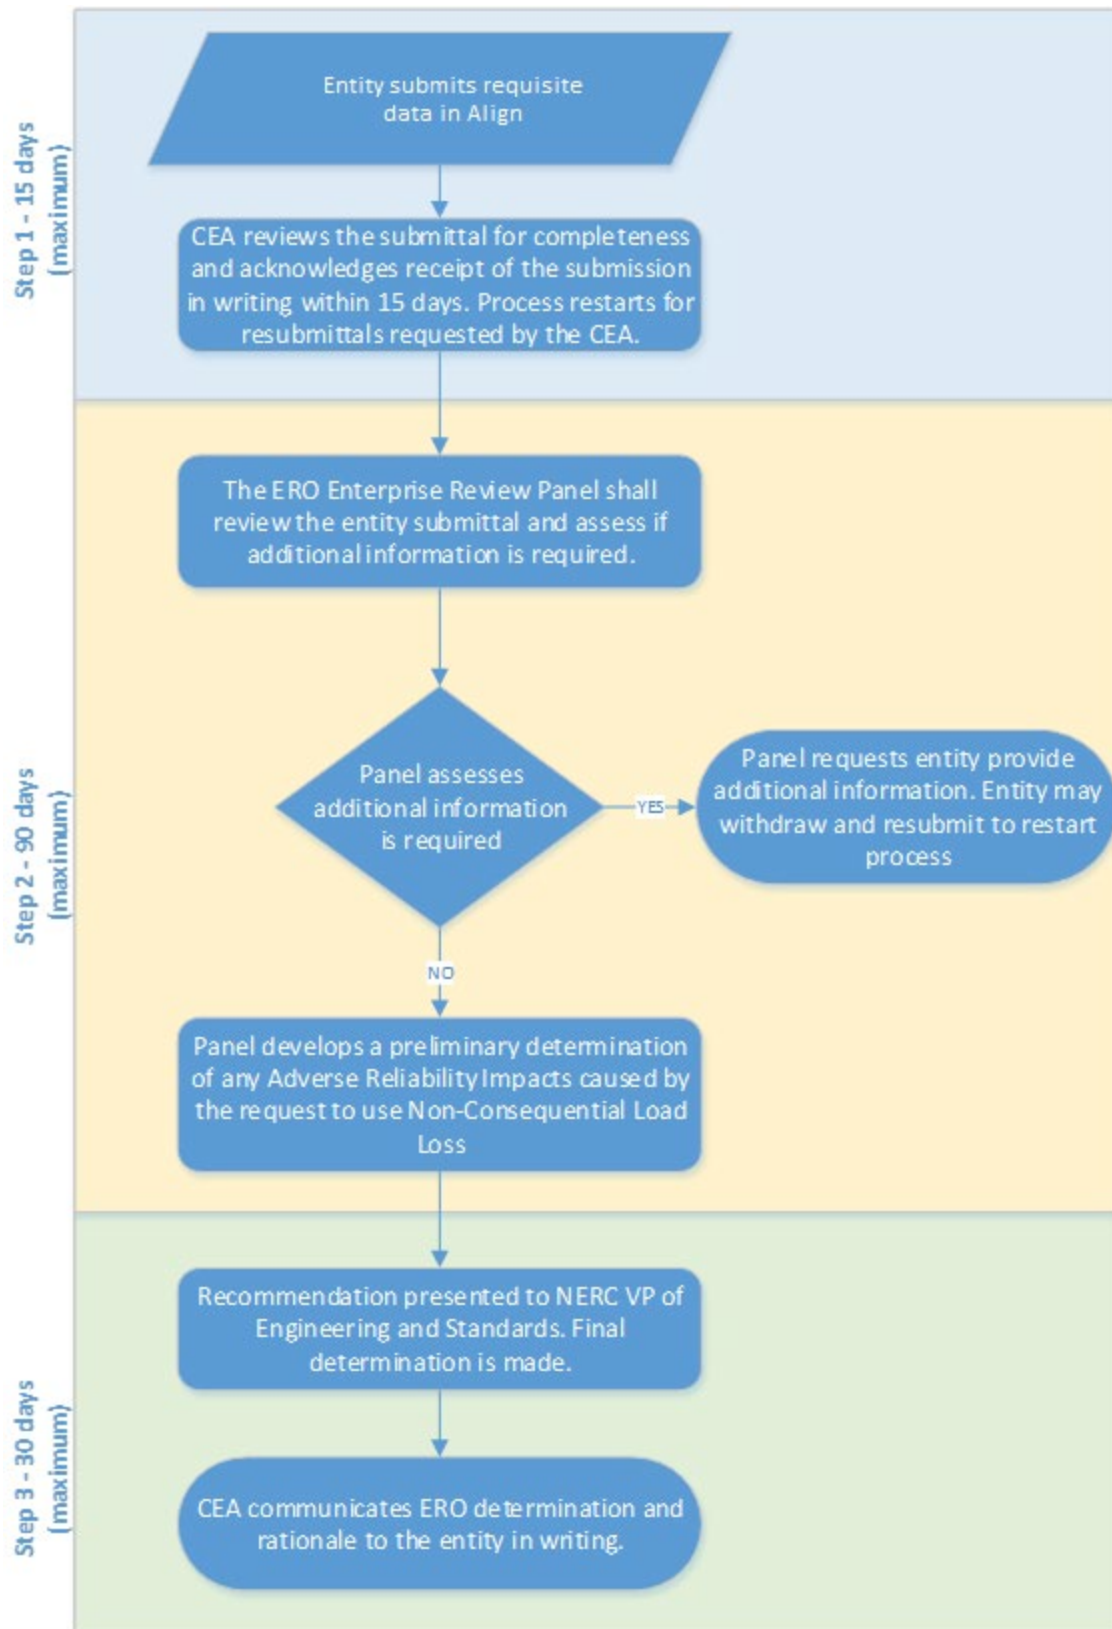 Step 1 - 15 days
(maximum)
Entity submits requisite
data in Align
CEA reviews the submittal for completeness
and acknowledges receipt of the submission
in writing within 15 days. Process restarts for
resubmittals requested by the CEA.
Step 2 - 90 days
(maximum)
The ERO Enterprise Review Panel shall
review the entity submittal and assess if
additional information is required.
Panel assesses
additional information
is required
YES
Panel requests entity provide
additional information. Entity may
withdraw and resubmit to restart
process
NO
Panel develops a preliminary determination
of any Adverse Reliability Impacts caused by
the request to use Non-Consequential Load
Loss
Step 3 - 30 days
(maximum)
Recommendation presented to NERC VP of
Engineering and Standards. Final
determination is made.
CEA communicates ERO determination and
rationale to the entity in writing.